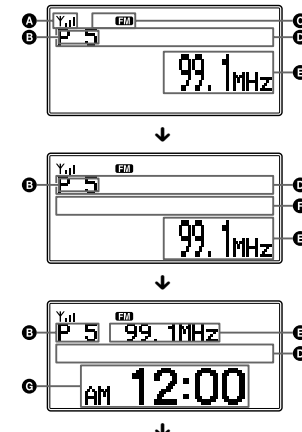 A FM C
B P 5 D
99.1MHz E
FM
B P 5 D
F
99.1MHz E
FM
B P 5 99.1MHz E
D
G AM 12:00